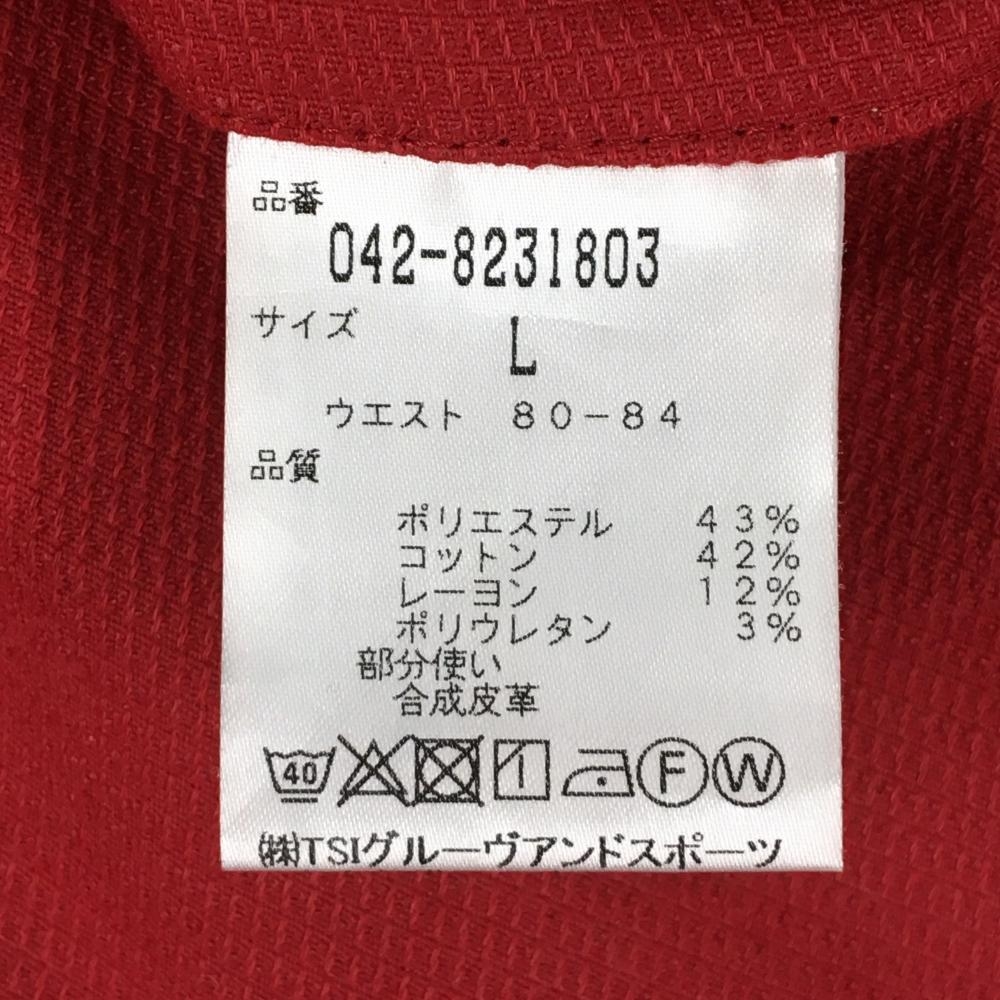 品番
042-8231803
サイズ
L
ウエスト ８０－８４
品質
ポリエステル ４３％
コットン ４２％
レーヨン １２％
ポリウレタン ３％
部分使い
合成皮革
40 F W
㈱TSIグルーヴアンドスポーツ